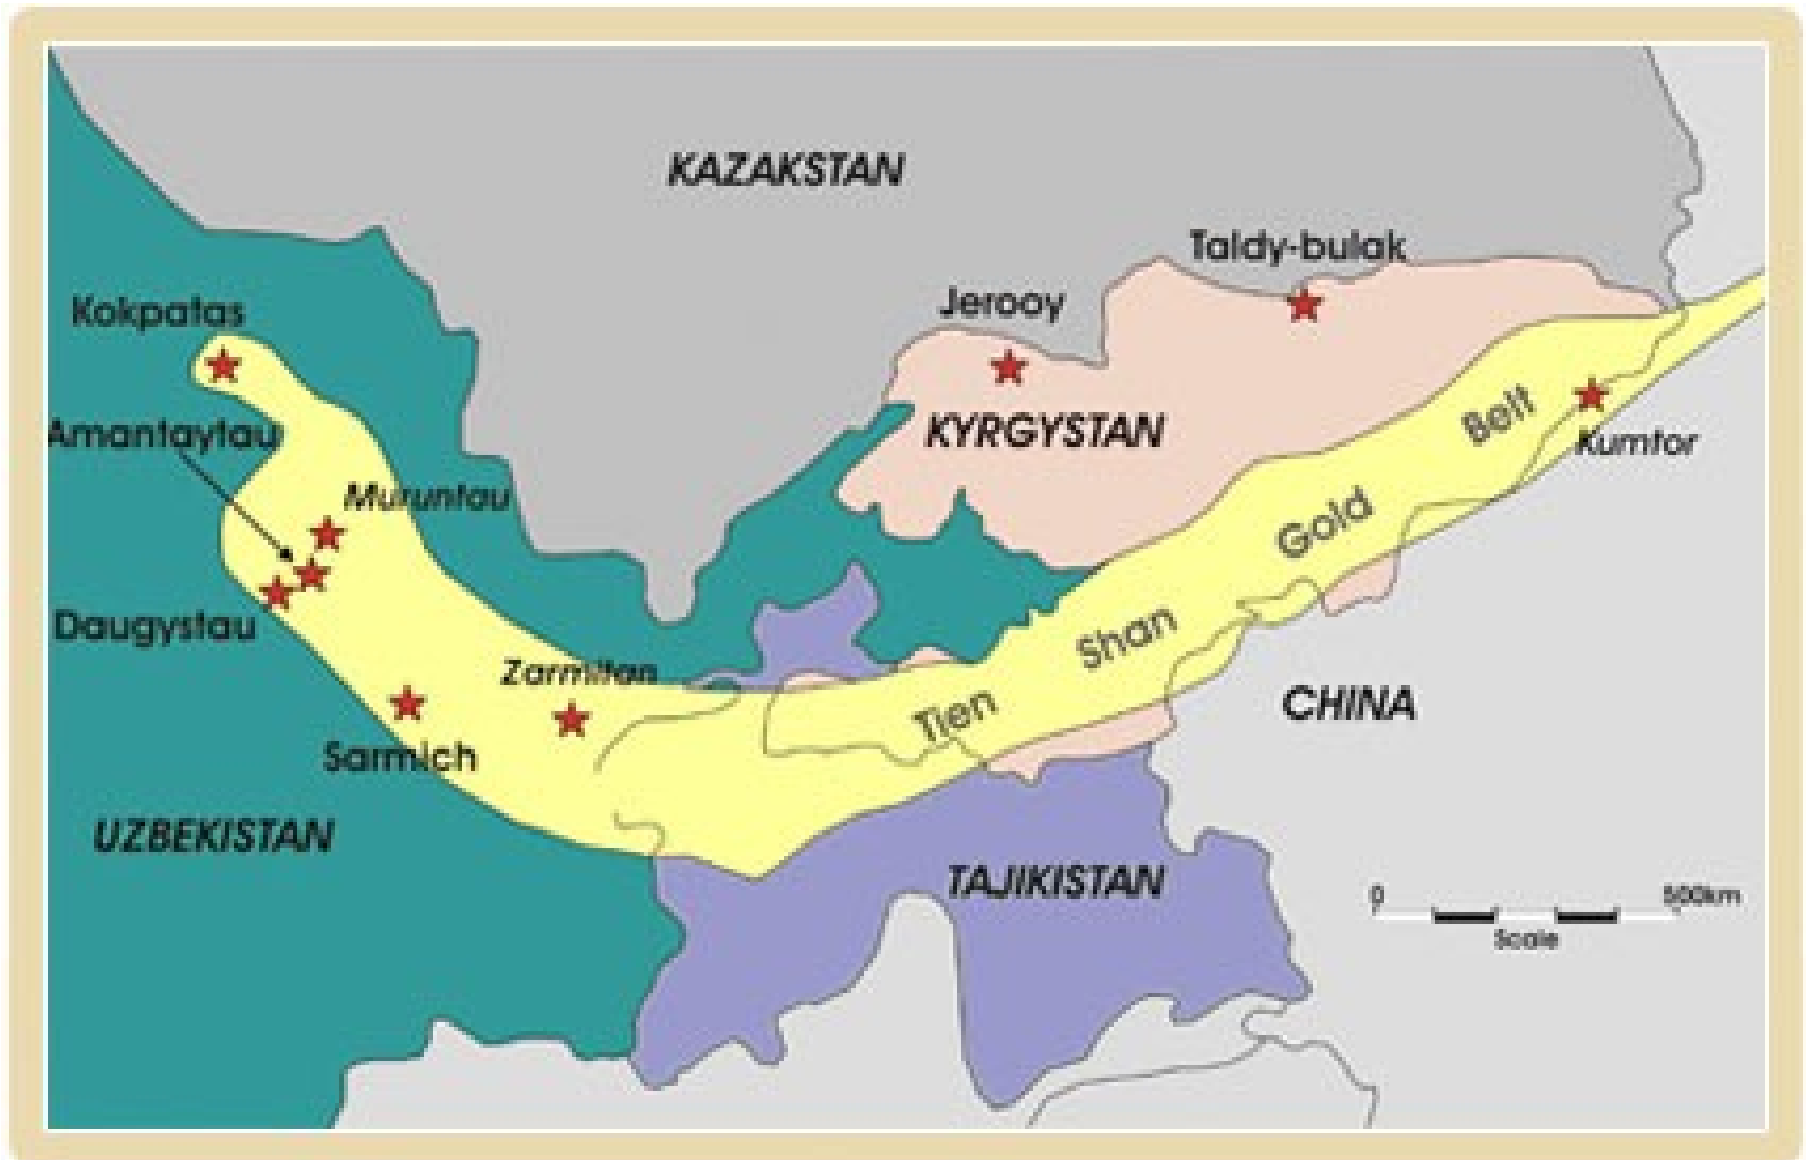 KAZAKSTAN
Taldy-bulak
Jerooy
Kokpatas
KYRGYSTAN
Belt
Kumtor
Amantaytau
Muruntau
Gold
Daugystau
Shan
Zarmitan
Tien
CHINA
Sarmich
UZBEKISTAN
TAJIKISTAN
0 500km
Scale